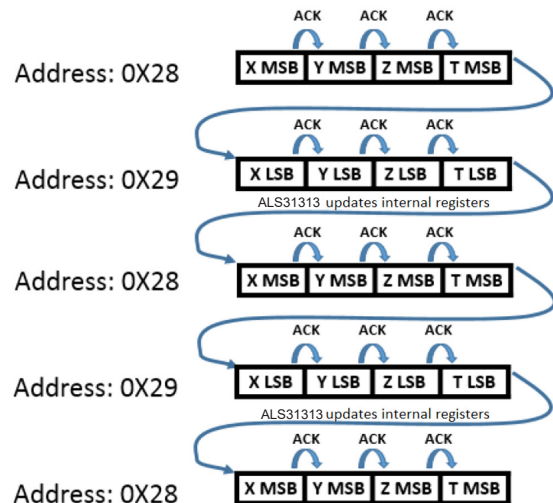 ACK ACK ACK
Address: 0X28 X MSB Y MSB Z MSB T MSB
ACK ACK ACK
Address: 0X29 X LSB Y LSB Z LSB T LSB
ALS31313 updates internal registers
ACK ACK ACK
Address: 0X28 X MSB Y MSB Z MSB T MSB
ACK ACK ACK
Address: 0X29 X LSB Y LSB Z LSB T LSB
ALS31313 updates internal registers
ACK ACK ACK
Address: 0X28 X MSB Y MSB Z MSB T MSB